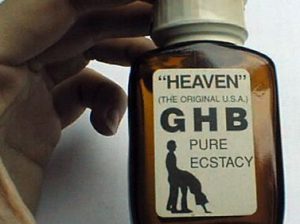 "HEAVEN"
(THE ORIGINAL U.S.A.)
GHB
PURE
ECSTACY